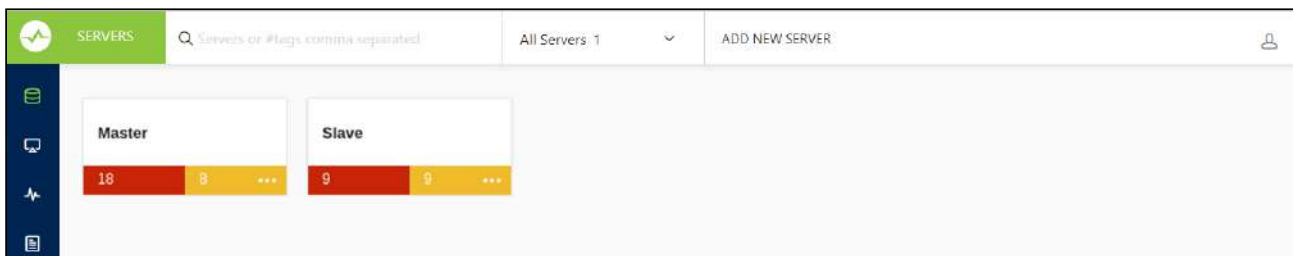 SERVERS
Servers or #tags comma separated
All Servers 1
ADD NEW SERVER
Master
Slave
18 8 ...
9 9 ...